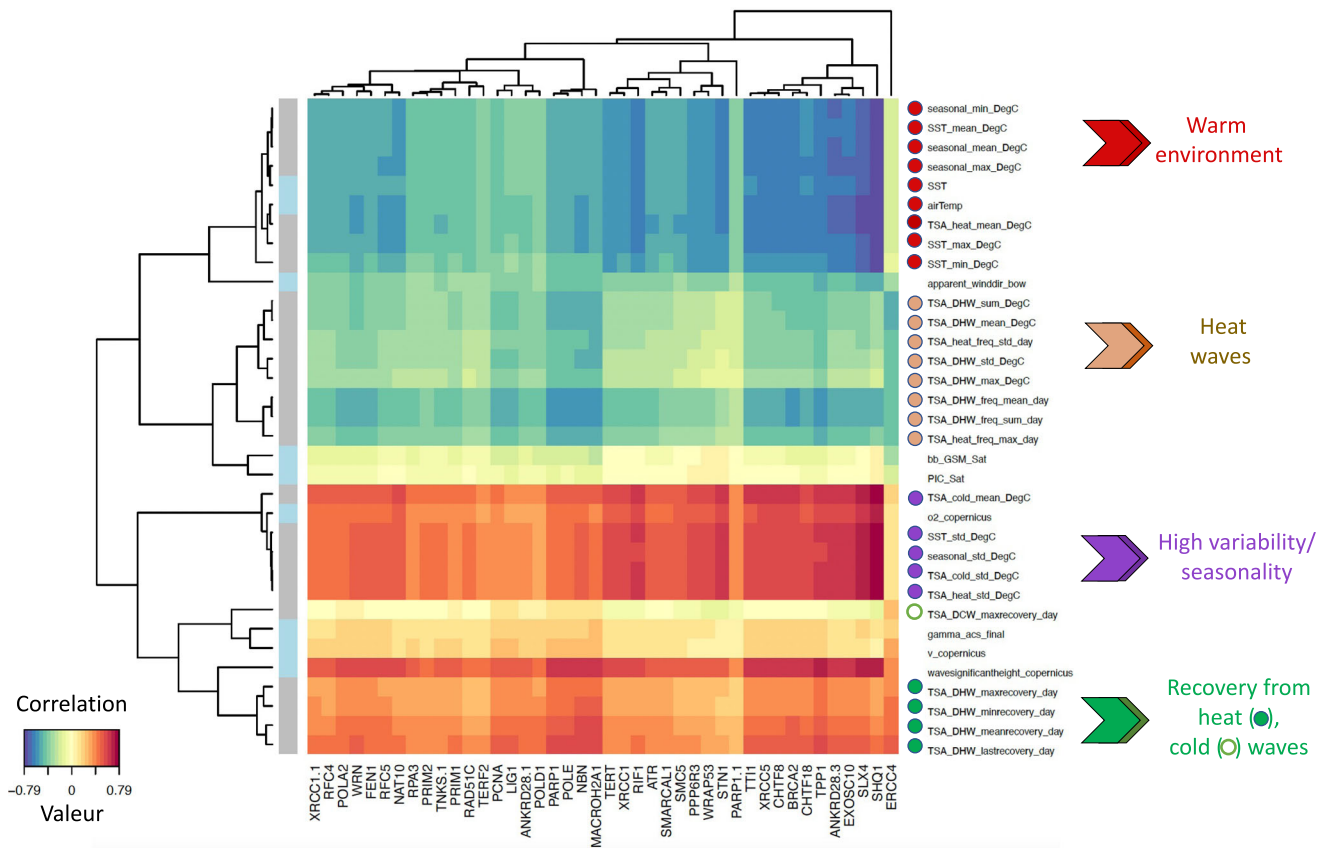 seasonal_min_DegC
SST_mean_DegC
seasonal_mean_DegC
seasonal_max_DegC
SST
airTemp
TSA_heat_mean_DegC
SST_max_DegC
SST_min_DegC
apparent_winddir_bow
TSA_DHW_sum_DegC
TSA_DHW_mean_DegC
TSA_heat_freq_std_day
TSA_DHW_std_DegC
TSA_DHW_max_DegC
TSA_DHW_freq_mean_day
TSA_DHW_freq_sum_day
TSA_heat_freq_max_day
bb_GSM_Sat
PIC_Sat
TSA_cold_mean_DegC
o2_copernicus
SST_std_DegC
seasonal_std_DegC
TSA_cold_std_DegC
TSA_heat_std_DegC
TSA_DCW_maxrecovery_day
gamma_acs_final
v_copernicus
wavesignificantheight_copernicus
TSA_DHW_maxrecovery_day
TSA_DHW_minrecovery_day
TSA_DHW_meanrecovery_day
TSA_DHW_lastrecovery_day
Warm
environment
Heat
waves
High variability/
seasonality
Recovery from
heat (●),
cold (○) waves
Correlation
−0.79 0 0.79
Valeur
XRCC1.1
RFC4
POLA2
WRN
FEN1
RFC5
NAT10
RPA3
PRIM2
TNKS.1
PRIM1
RAD51C
TERF2
PCNA
LIG1
ANKRD28.1
POLD1
PARP1
POLE
NBN
MACROH2A1
TERT
XRCC1
RIF1
ATR
SMARCAL1
SMC5
PPP6R3
WRAP53
STN1
PARP1.1
TTI1
XRCC5
CHTF8
BRCA2
CHTF18
TPP1
ANKRD28.3
EXOSC10
SLX4
SHQ1
ERCC4